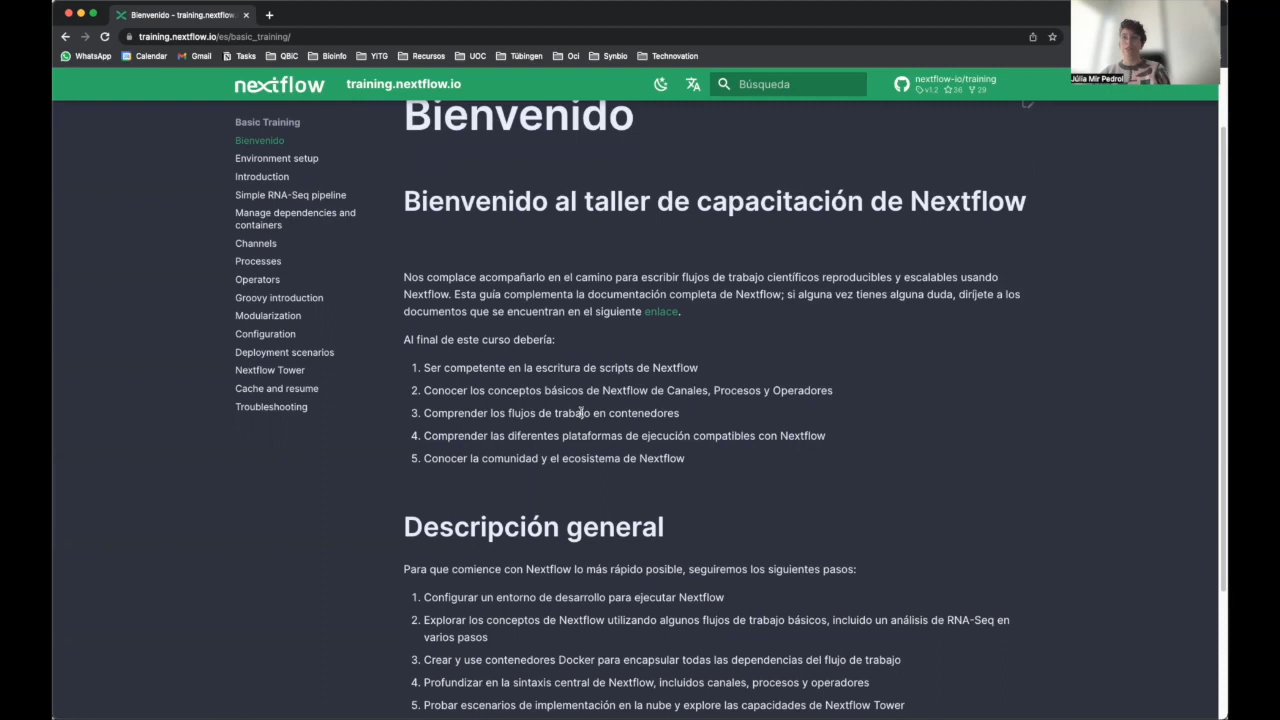 Bienvenido - training.nextflow
training.nextflow.io/es/basic_training/
WhatsApp Calendar Gmail Tasks QBiC Bioinfo YITG Recursos UOC Tübingen Oci Synbio Technovation
Júlia Mir Pedrol
nextflow training.nextflow.io Búsqueda nextflow-io/training
v1.2 36 29
Basic Training
Bienvenido
Environment setup
Introduction
Simple RNA-Seq pipeline
Manage dependencies and
containers
Channels
Processes
Operators
Groovy introduction
Modularization
Configuration
Deployment scenarios
Nextflow Tower
Cache and resume
Troubleshooting
Bienvenido
Bienvenido al taller de capacitación de Nextflow
Nos complace acompañarlo en el camino para escribir flujos de trabajo científicos reproducibles y escalables usando
Nextflow. Esta guía complementa la documentación completa de Nextflow; si alguna vez tienes alguna duda, diríjete a los
documentos que se encuentran en el siguiente enlace.
Al final de este curso debería:
1. Ser competente en la escritura de scripts de Nextflow
2. Conocer los conceptos básicos de Nextflow de Canales, Procesos y Operadores
3. Comprender los flujos de trabajo en contenedores
4. Comprender las diferentes plataformas de ejecución compatibles con Nextflow
5. Conocer la comunidad y el ecosistema de Nextflow
Descripción general
Para que comience con Nextflow lo más rápido posible, seguiremos los siguientes pasos:
1. Configurar un entorno de desarrollo para ejecutar Nextflow
2. Explorar los conceptos de Nextflow utilizando algunos flujos de trabajo básicos, incluido un análisis de RNA-Seq en
varios pasos
3. Crear y use contenedores Docker para encapsular todas las dependencias del flujo de trabajo
4. Profundizar en la sintaxis central de Nextflow, incluidos canales, procesos y operadores
5. Probar escenarios de implementación en la nube y explore las capacidades de Nextflow Tower